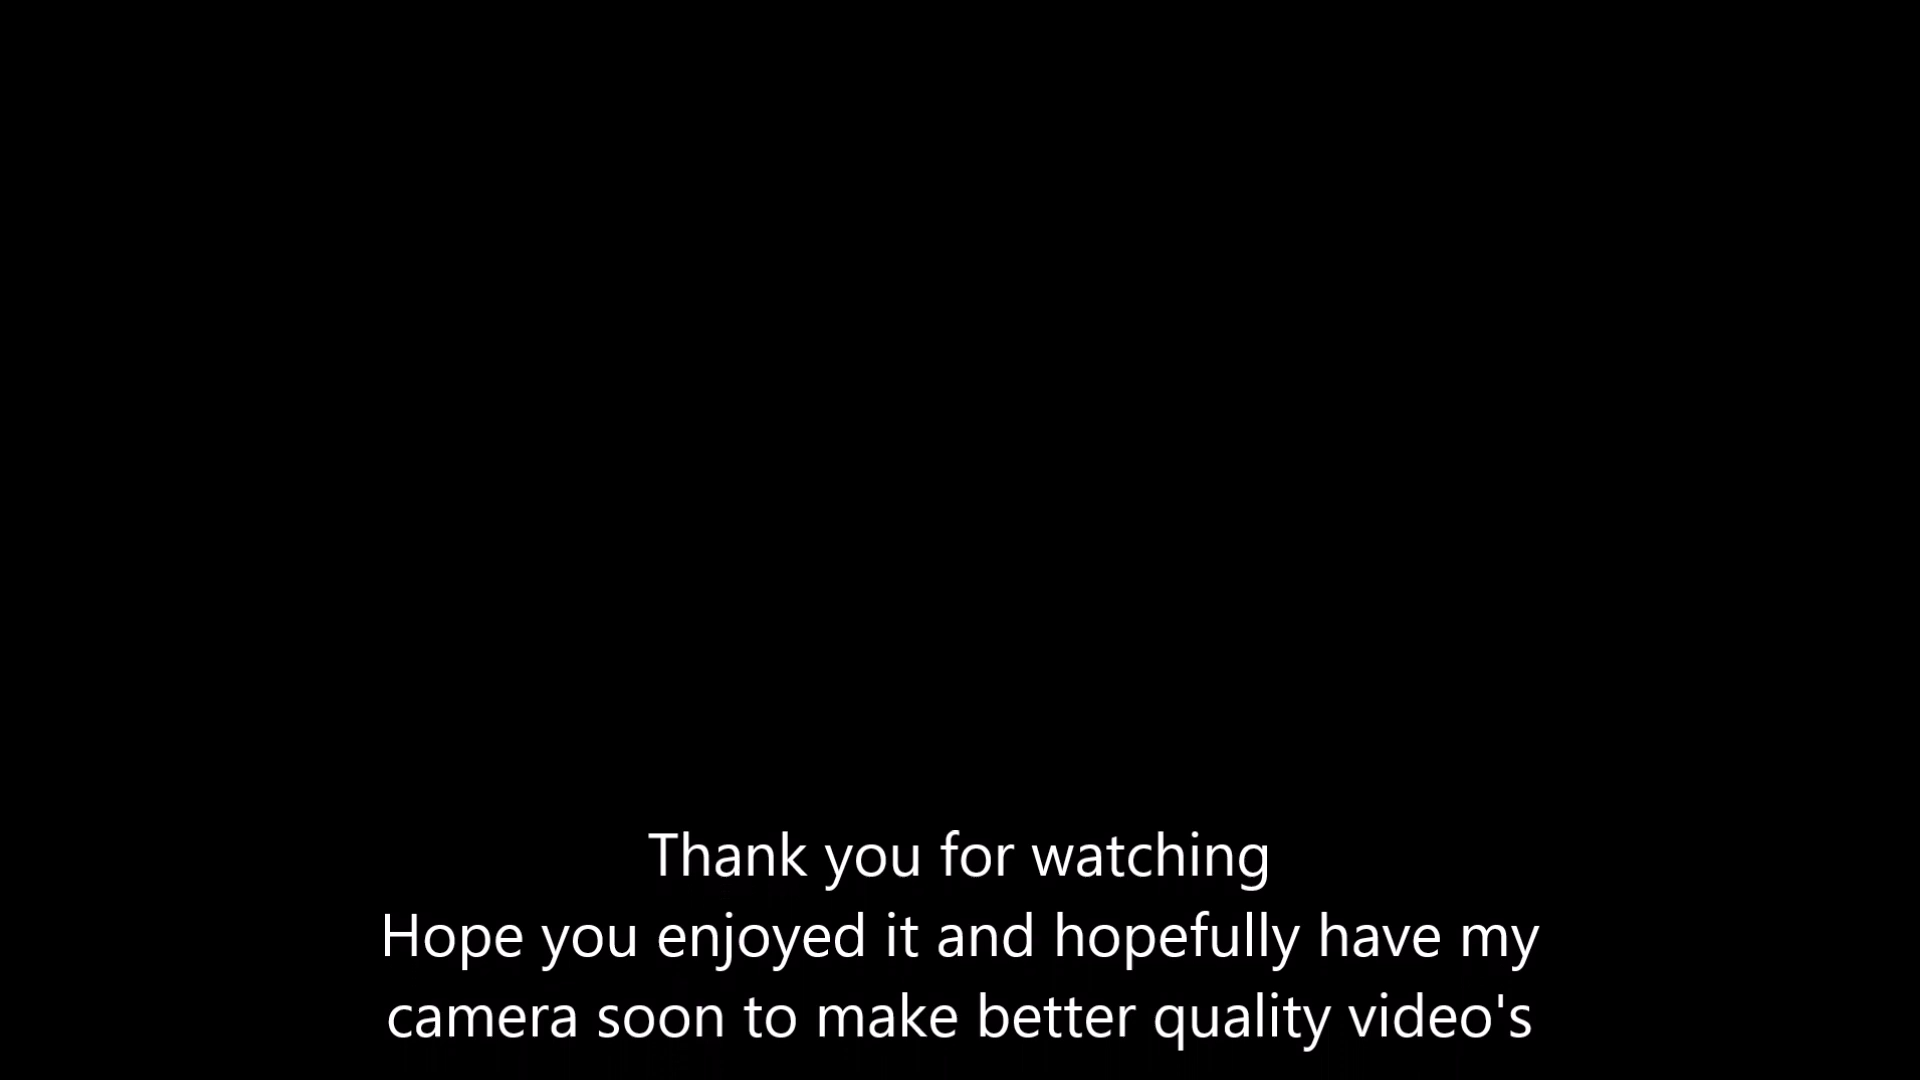 Thank you for watching
Hope you enjoyed it and hopefully have my
camera soon to make better quality video's